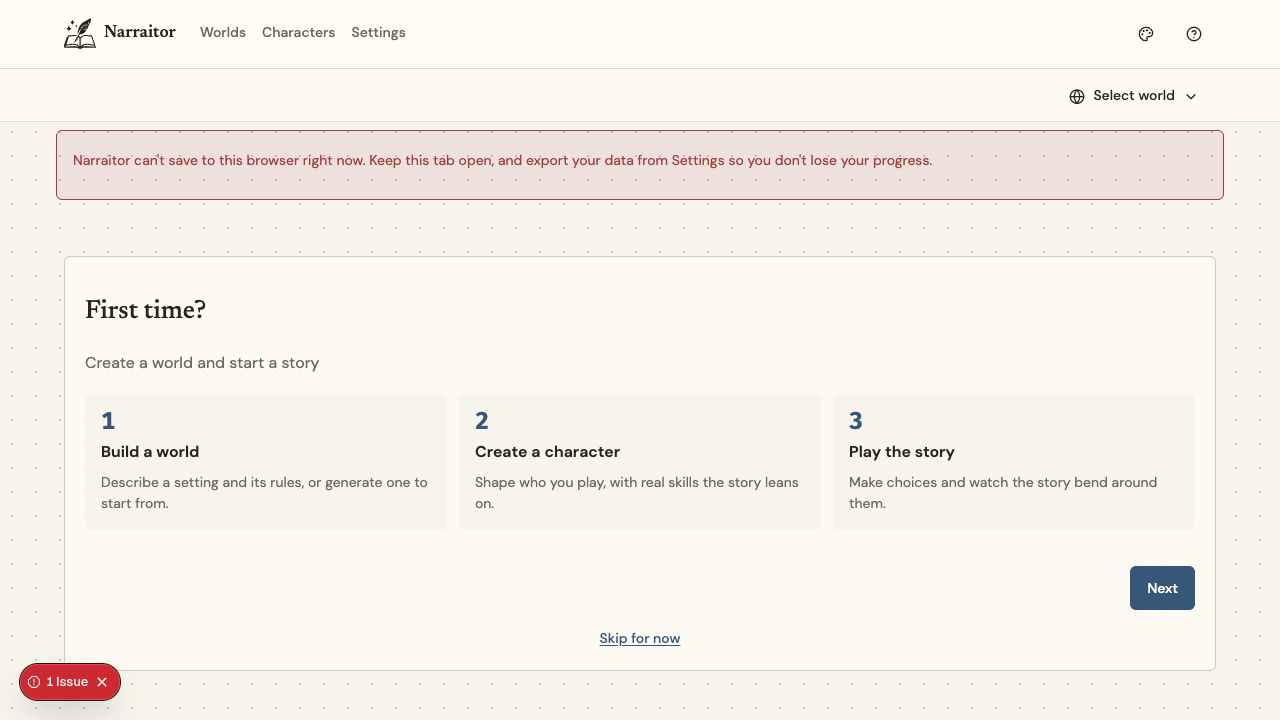 Narraitor
Worlds
Characters
Settings
Select world
Narraitor can't save to this browser right now. Keep this tab open, and export your data from Settings so you don't lose your progress.
First time?
Create a world and start a story
1
Build a world
Describe a setting and its rules, or generate one to
start from.
2
Create a character
Shape who you play, with real skills the story leans
on.
3
Play the story
Make choices and watch the story bend around
them.
Next
Skip for now
1 Issue